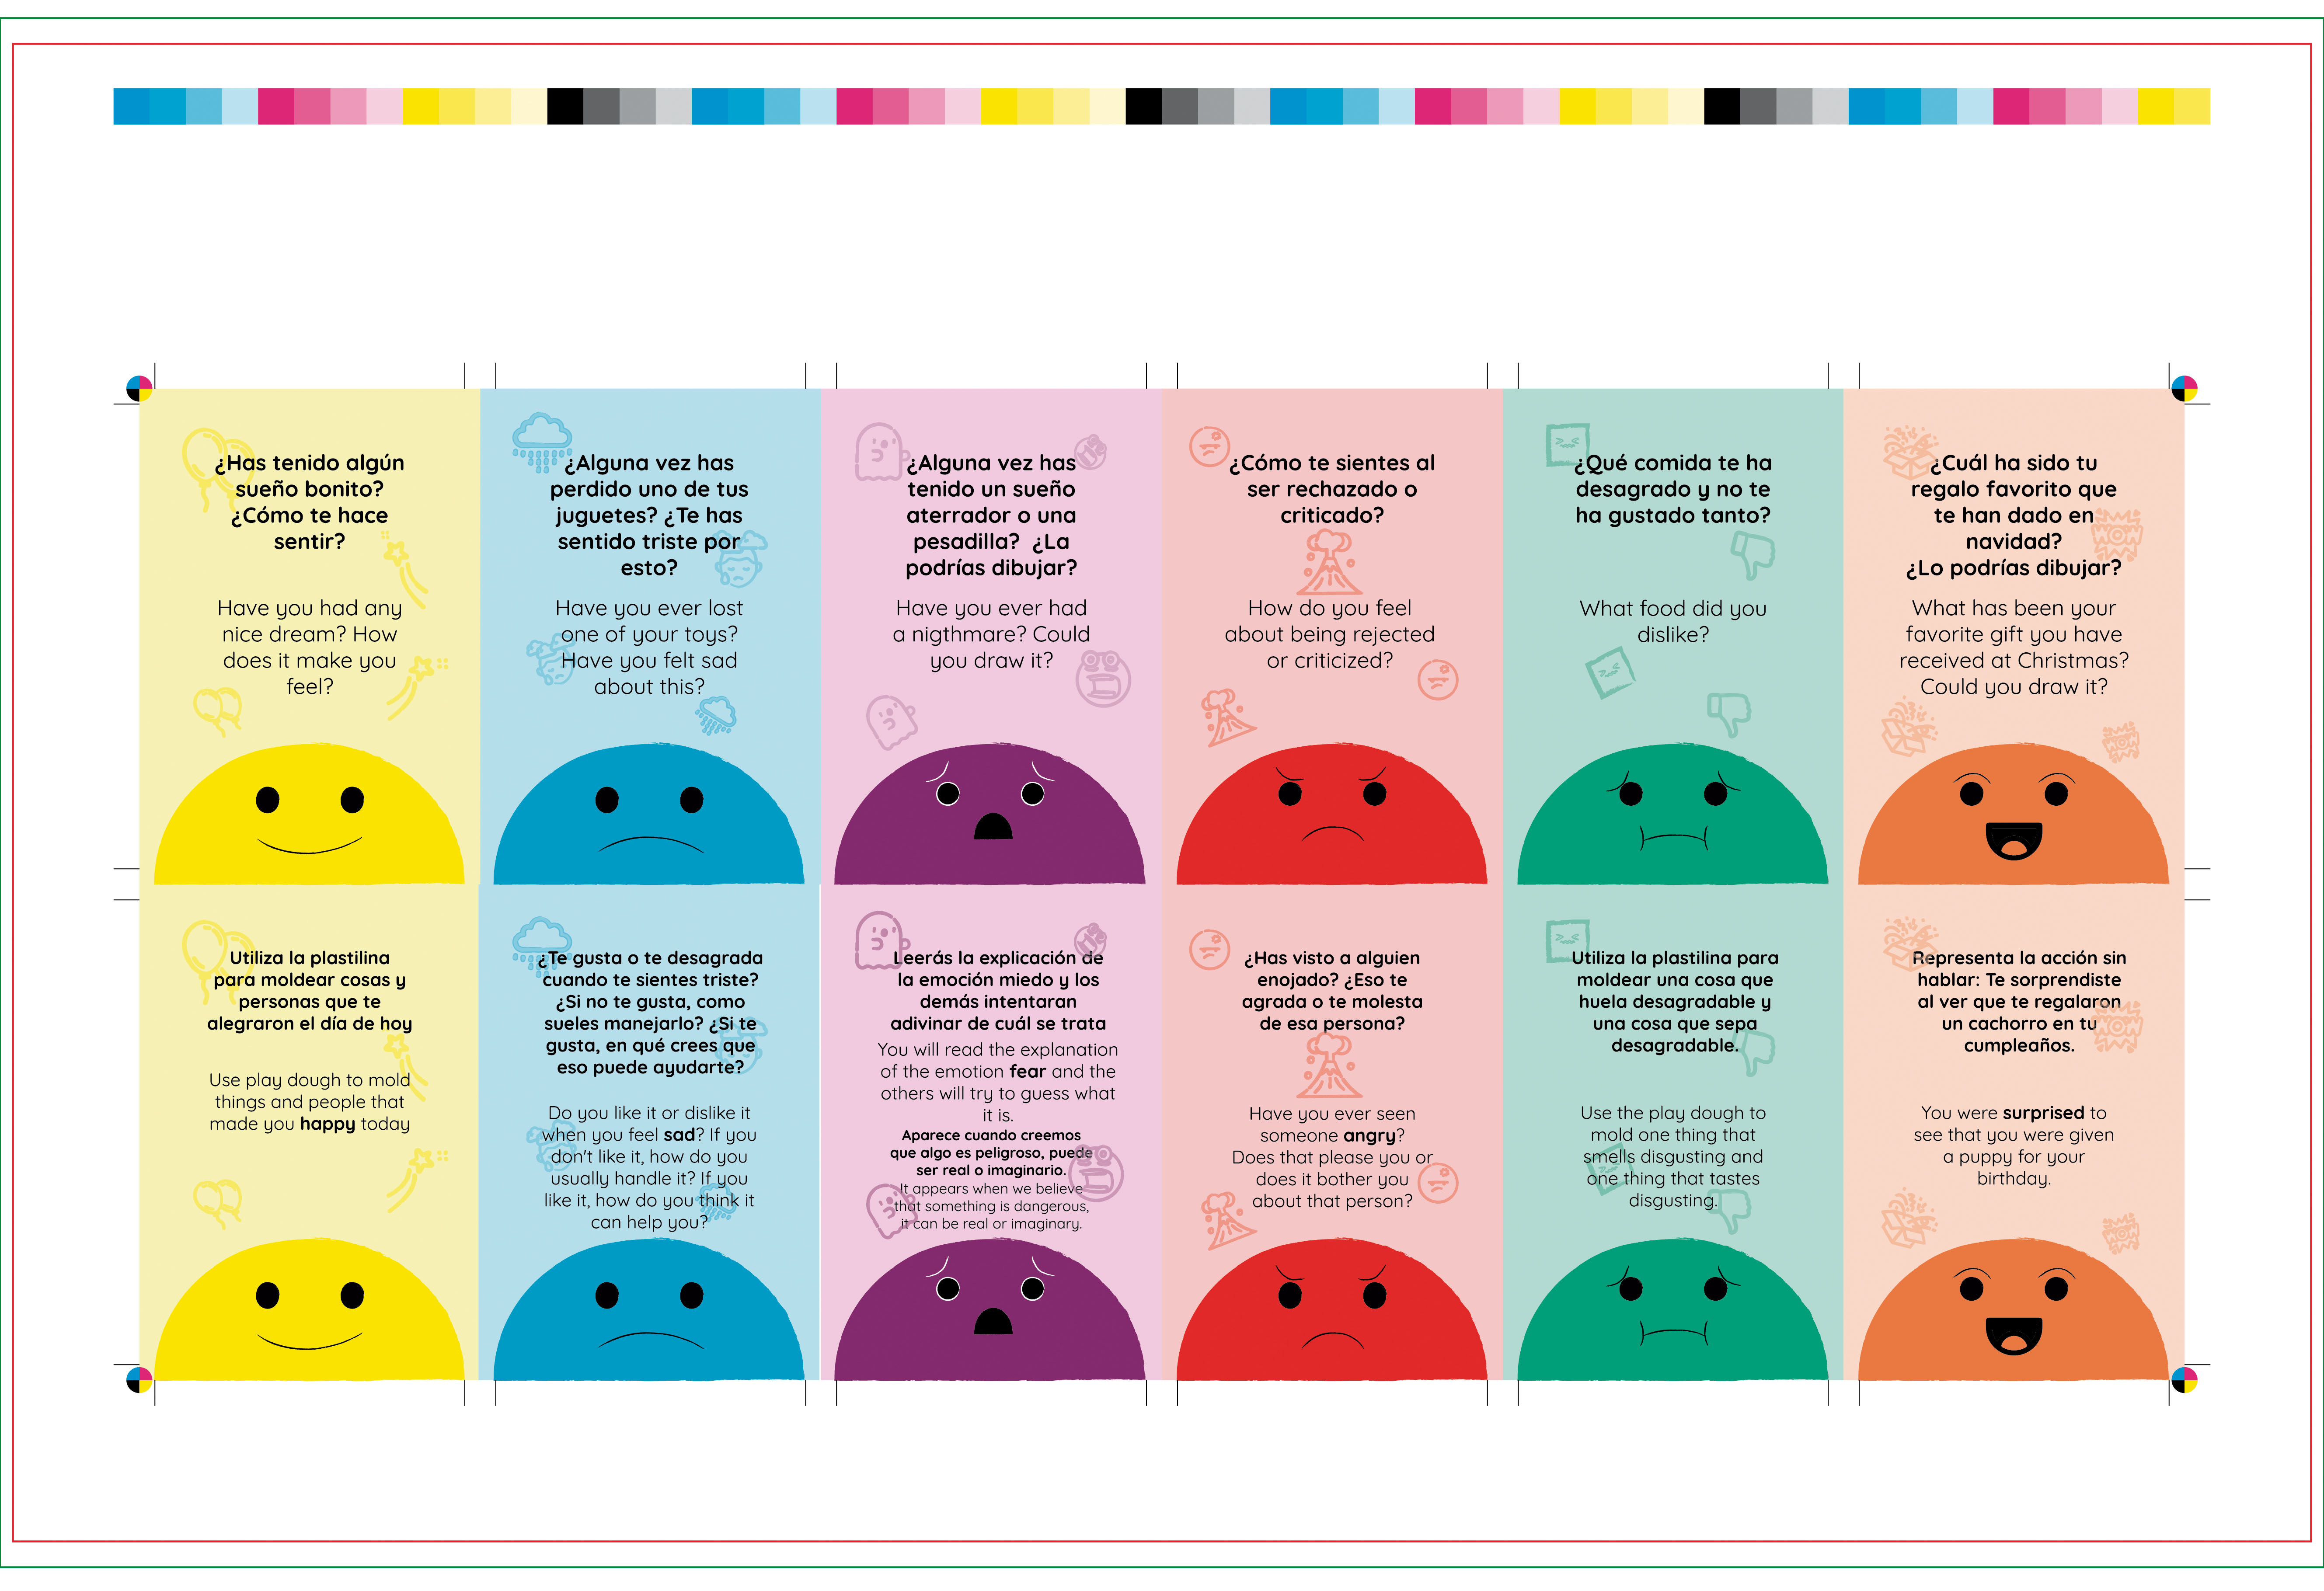 ¿Has tenido algún
sueño bonito?
¿Cómo te hace
sentir?
Have you had any
nice dream? How
does it make you
feel?
¿Alguna vez has
perdido uno de tus
juguetes? ¿Te has
sentido triste por
esto?
Have you ever lost
one of your toys?
Have you felt sad
about this?
¿Alguna vez has
tenido un sueño
aterrador o una
pesadilla? ¿La
podrías dibujar?
Have you ever had
a nigthmare? Could
you draw it?
¿Cómo te sientes al
ser rechazado o
criticado?
How do you feel
about being rejected
or criticized?
¿Qué comida te ha
desagrado y no te
ha gustado tanto?
What food did you
dislike?
¿Cuál ha sido tu
regalo favorito que
te han dado en
navidad?
¿Lo podrías dibujar?
WOW
What has been your
favorite gift you have
received at Christmas?
Could you draw it?
WOW
Utiliza la plastilina
para moldear cosas y
personas que te
alegraron el día de hoy
Use play dough to mold
things and people that
made you happy today
¿Te gusta o te desagrada
cuando te sientes triste?
¿Si no te gusta, como
sueles manejarlo? ¿Si te
gusta, en qué crees que
eso puede ayudarte?
Do you like it or dislike it
when you feel sad? If you
don't like it, how do you
usually handle it? If you
like it, how do you think it
can help you?
Leerás la explicación de
la emoción miedo y los
demás intentaran
adivinar de cuál se trata
You will read the explanation
of the emotion fear and the
others will try to guess what
it is.
Aparece cuando creemos
que algo es peligroso, puede
ser real o imaginario.
It appears when we believe
that something is dangerous,
it can be real or imaginary.
¿Has visto a alguien
enojado? ¿Eso te
agrada o te molesta
de esa persona?
Have you ever seen
someone angry?
Does that please you or
does it bother you
about that person?
Utiliza la plastilina para
moldear una cosa que
huela desagradable y
una cosa que sepa
desagradable.
Use the play dough to
mold one thing that
smells disgusting and
one thing that tastes
disgusting.
Representa la acción sin
hablar: Te sorprendiste
al ver que te regalaron
un cachorro en tu
cumpleaños.
WOW
You were surprised to
see that you were given
a puppy for your
birthday.
WOW